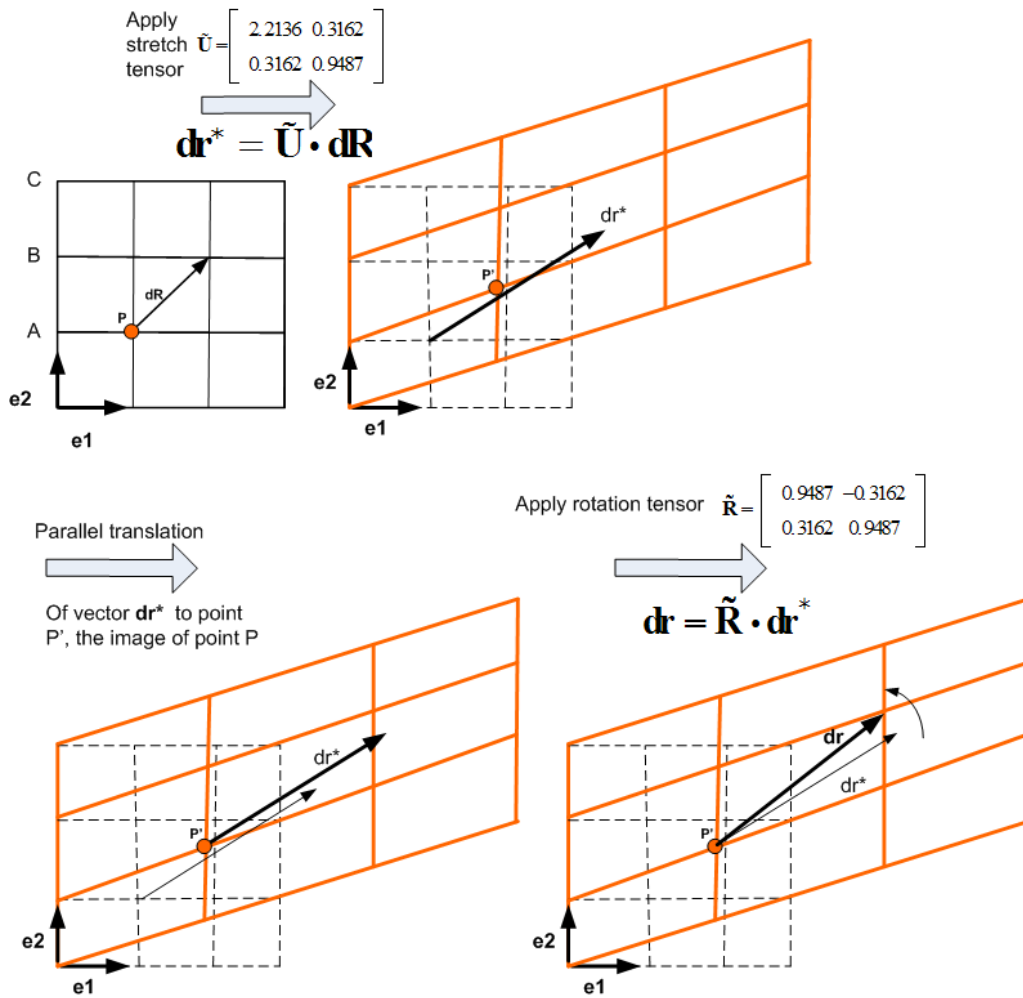 Apply
stretch
tensor
Ũ = [ 2.2136 0.3162
0.3162 0.9487 ]
dr* = Ũ · dR
C
B
A
P
dR
e2
e1
dr*
P'
e2
e1
Parallel translation
Of vector dr* to point
P', the image of point P
Apply rotation tensor R̃ = [ 0.9487 −0.3162
0.3162 0.9487 ]
dr = R̃ · dr*
dr*
P'
e2
e1
dr
dr*
P'
e2
e1